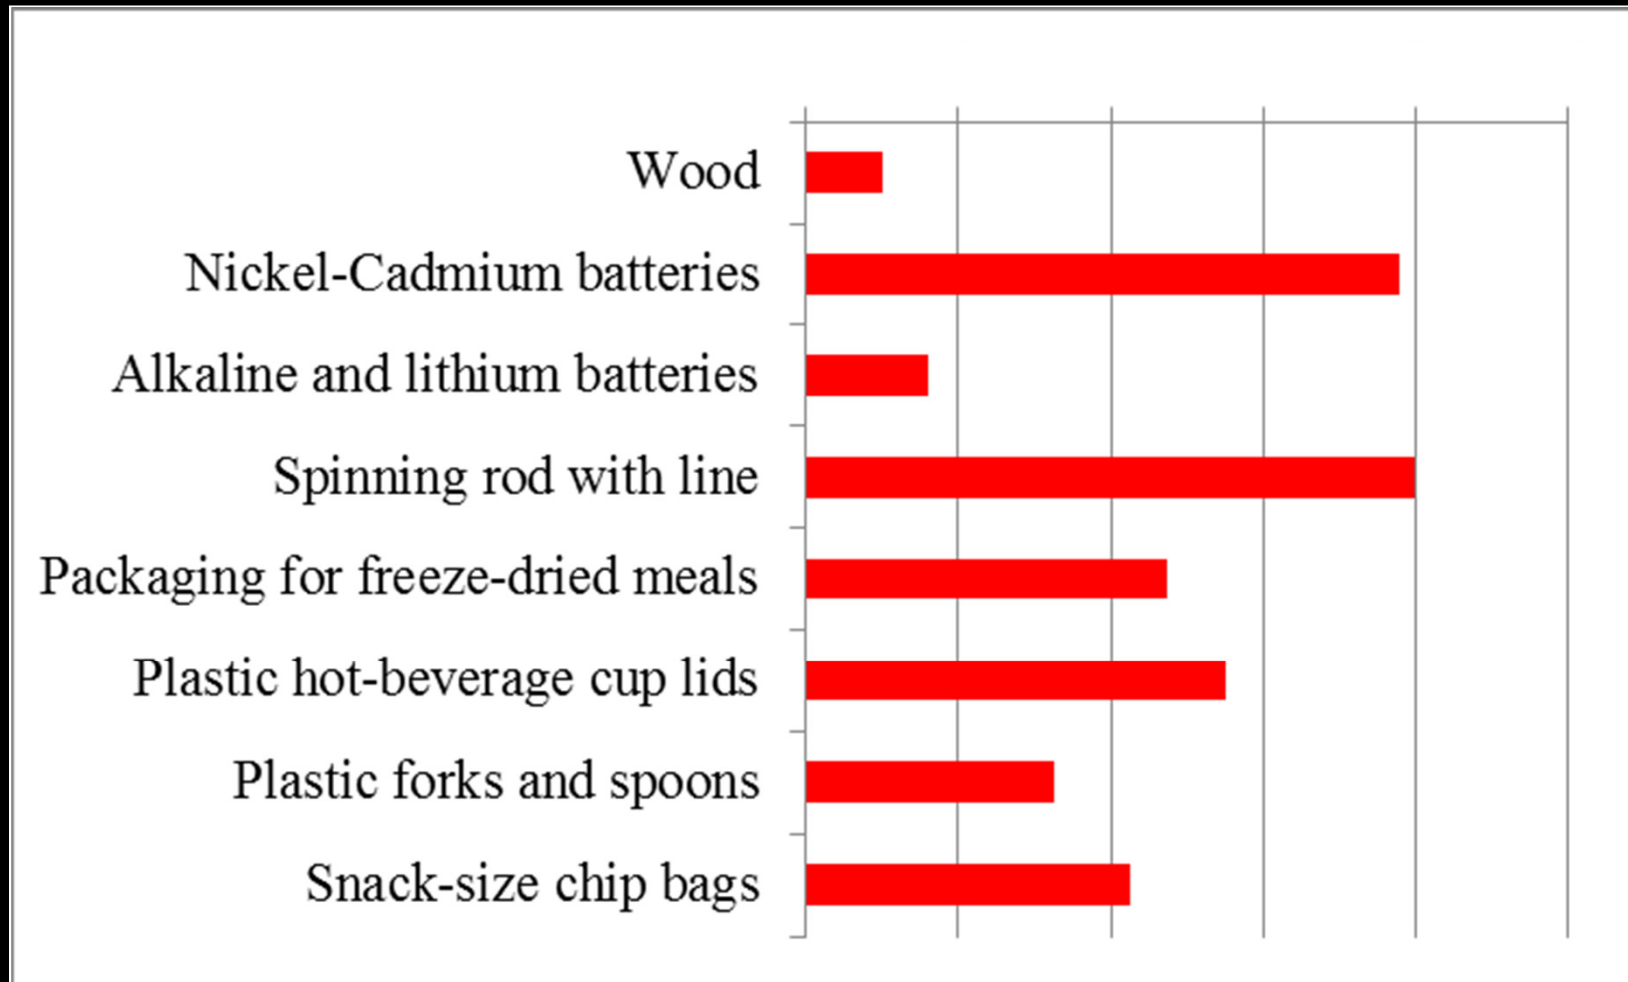 Wood
Nickel-Cadmium batteries
Alkaline and lithium batteries
Spinning rod with line
Packaging for freeze-dried meals
Plastic hot-beverage cup lids
Plastic forks and spoons
Snack-size chip bags